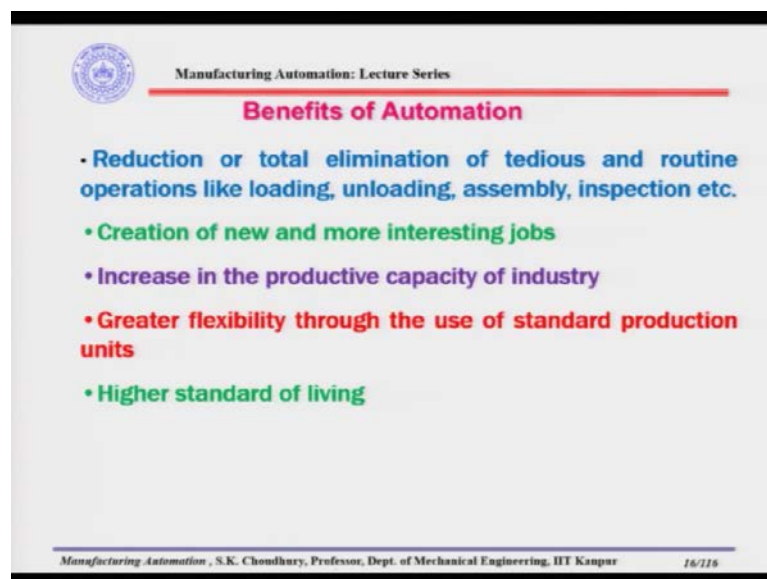 Manufacturing Automation: Lecture Series
Benefits of Automation
• Reduction or total elimination of tedious and routine
operations like loading, unloading, assembly, inspection etc.
• Creation of new and more interesting jobs
• Increase in the productive capacity of industry
• Greater flexibility through the use of standard production
units
• Higher standard of living
Manufacturing Automation , S.K. Choudhury, Professor, Dept. of Mechanical Engineering, IIT Kanpur 16/116